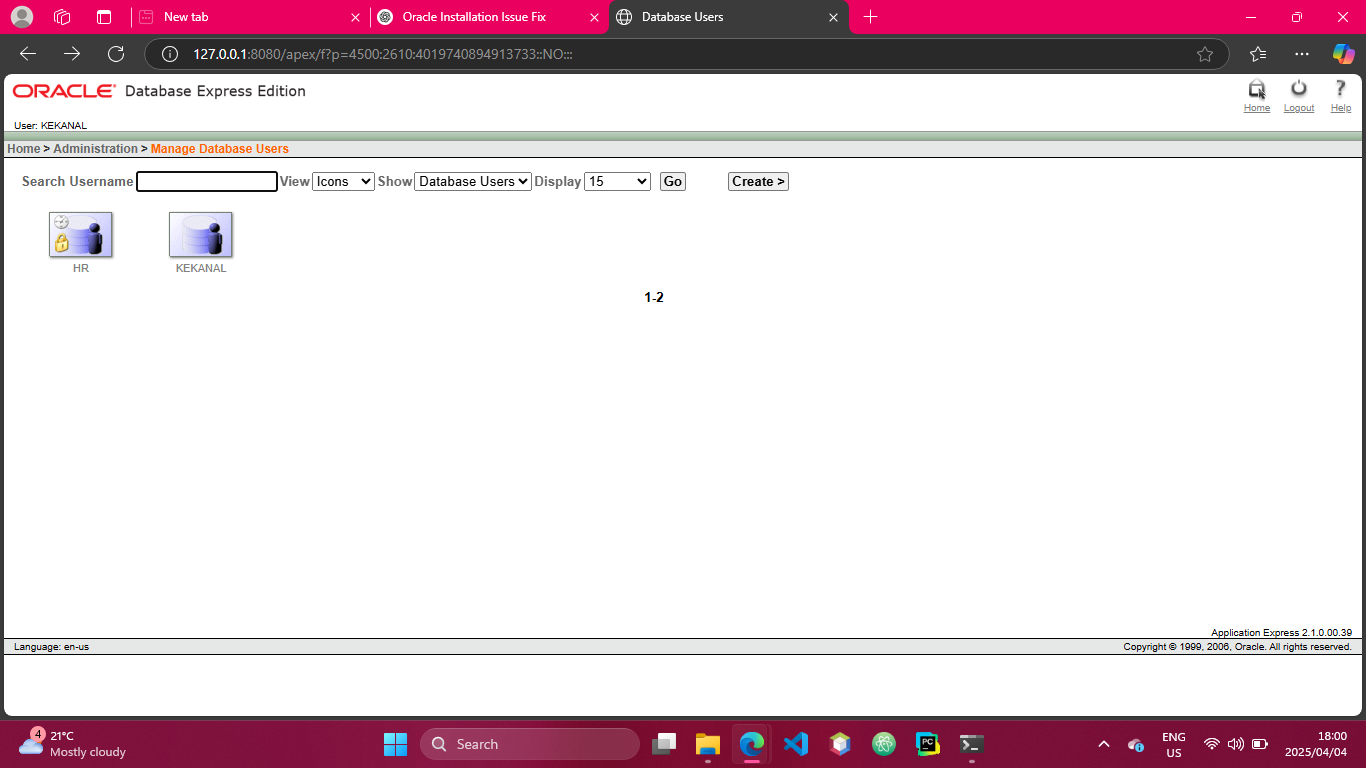 New tab
Oracle Installation Issue Fix
Database Users
127.0.0.1:8080/apex/f?p=4500:2610:4019740894913733::NO:::
ORACLE® Database Express Edition
Home Logout Help
User: KEKANAL
Home > Administration > Manage Database Users
Search Username View Icons Show Database Users Display 15 Go Create >
HR KEKANAL
1-2
Application Express 2.1.0.00.39
Language: en-us Copyright © 1999, 2006, Oracle. All rights reserved.
4
21°C
Mostly cloudy
Search
PC
ENG
US
18:00
2025/04/04